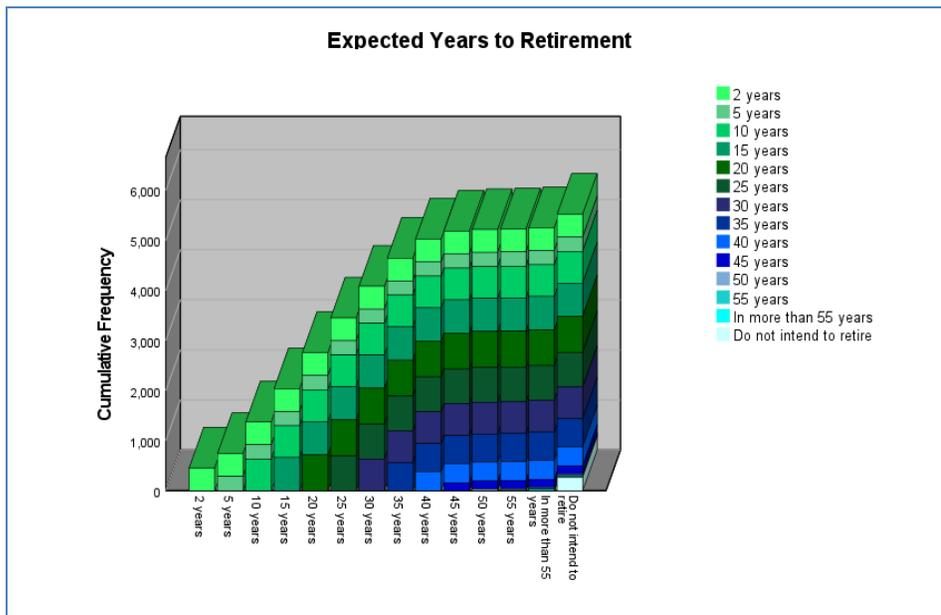 Expected Years to Retirement
2 years
5 years
10 years
15 years
20 years
25 years
30 years
35 years
40 years
45 years
50 years
55 years
In more than 55 years
Do not intend to retire
Cumulative Frequency
6,000
5,000
4,000
3,000
2,000
1,000
0
2 years
5 years
10 years
15 years
20 years
25 years
30 years
35 years
40 years
45 years
50 years
55 years
In more than 55
years
Do not intend to
retire